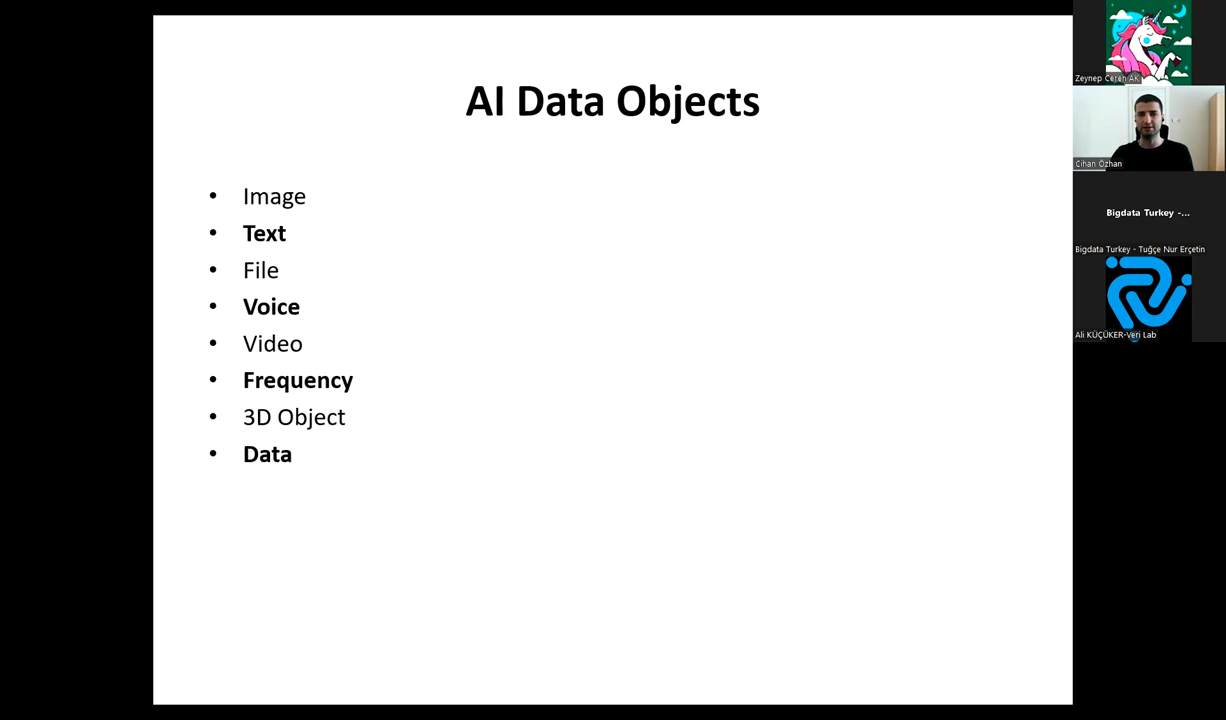 AI Data Objects
• Image
• Text
• File
• Voice
• Video
• Frequency
• 3D Object
• Data
Zeynep Ceren AK
Cihan Özhan
Bigdata Turkey -...
Bigdata Turkey - Tuğçe Nur Erçetin
Ali KÜÇÜKER-Veri Lab